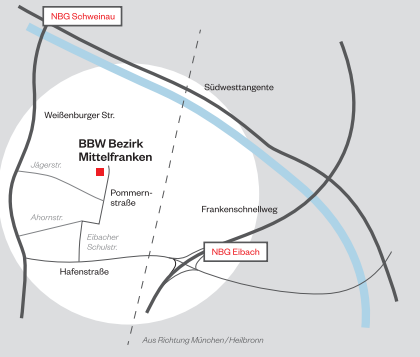 NBG Schweinau
Südwesttangente
Weißenburger Str.
BBW Bezirk
Mittelfranken
Jägerstr.
Pommern-
straße
Frankenschnellweg
Ahornstr.
Eibacher
Schulstr.
NBG Eibach
Hafenstraße
Aus Richtung München / Heilbronn